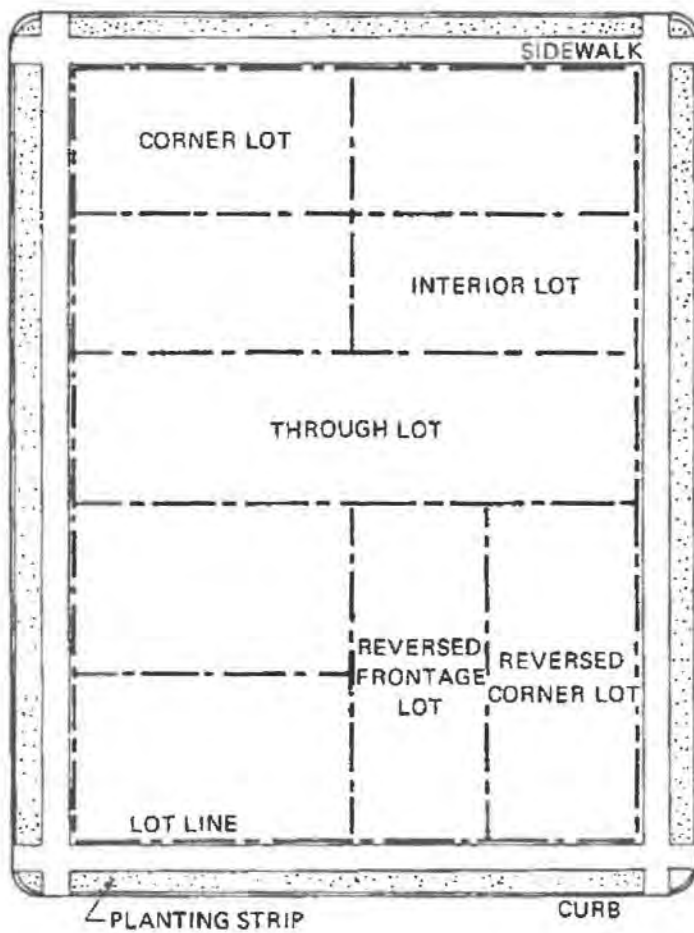 SIDEWALK
CORNER LOT
INTERIOR LOT
THROUGH LOT
REVERSED
FRONTAGE
LOT
REVERSED
CORNER LOT
LOT LINE
PLANTING STRIP
CURB